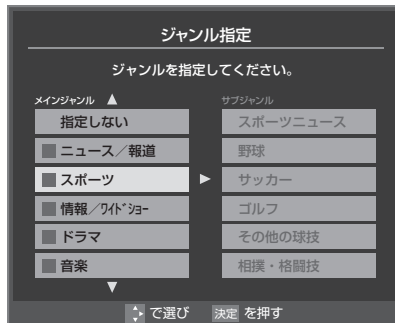 ジャンル指定
ジャンルを指定してください。
メインジャンル
サブジャンル
指定しない
スポーツニュース
ニュース／報道
野球
スポーツ
サッカー
情報／ﾜｲﾄﾞｼｮｰ
ゴルフ
ドラマ
その他の球技
音楽
相撲・格闘技
で選び 決定 を押す